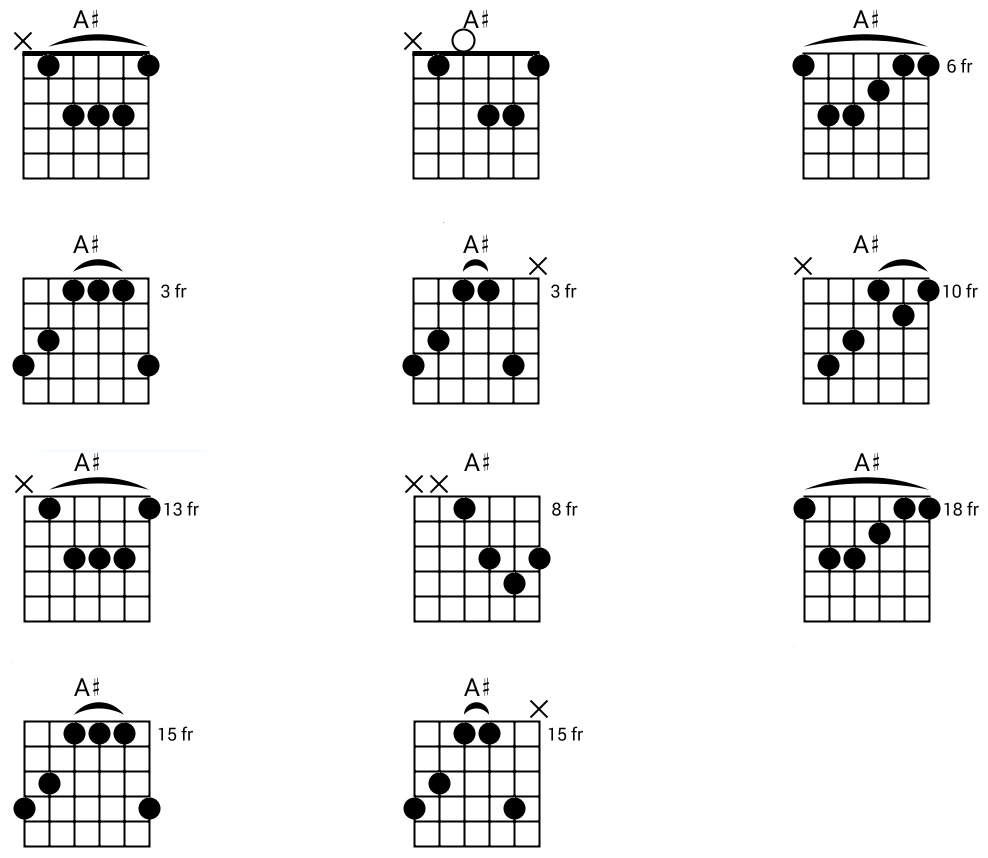 A♯ A♯ A♯
× × 
6 fr
A♯ A♯ A♯
× ×
3 fr 3 fr 10 fr
A♯ A♯ A♯
× × ×
13 fr 8 fr 18 fr
A♯ A♯
×
15 fr 15 fr